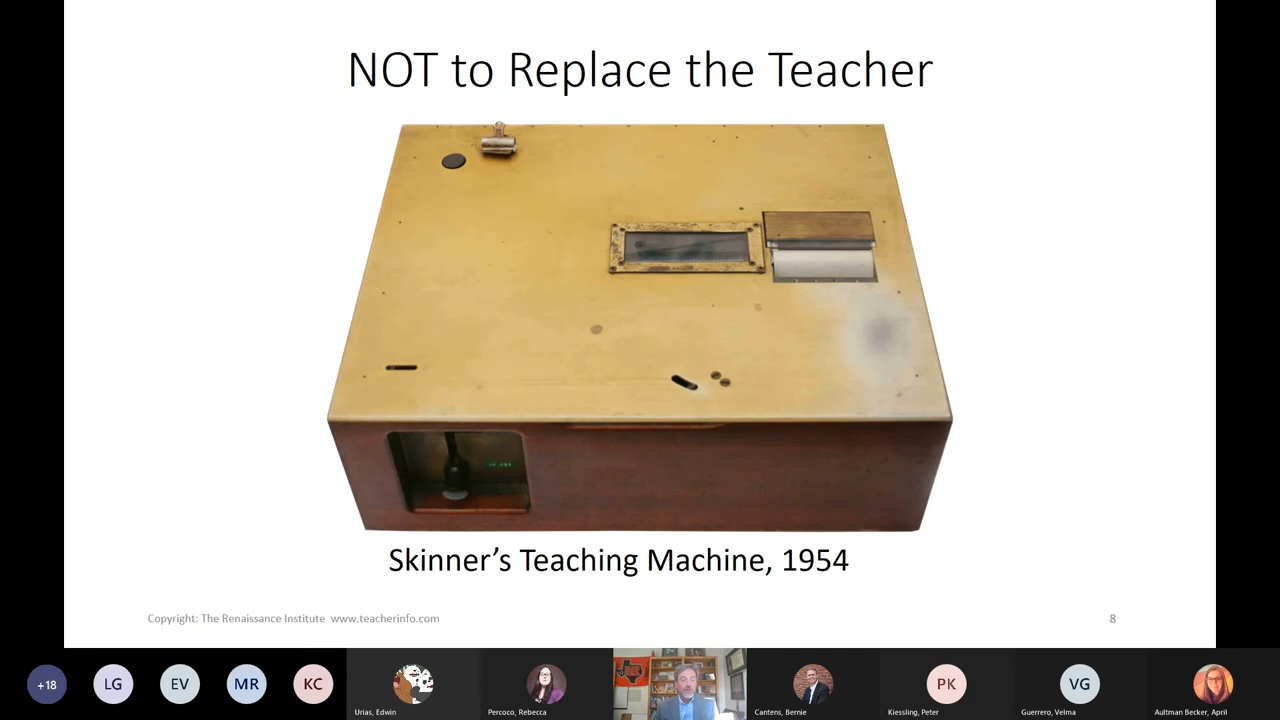 NOT to Replace the Teacher
Skinner's Teaching Machine, 1954
Copyright: The Renaissance Institute www.teacherinfo.com
8
+18
LG
EV
MR
KC
Urias, Edwin
Percoco, Rebecca
Cantens, Bernie
PK
Kiessling, Peter
VG
Guerrero, Velma
Aultman Becker, April